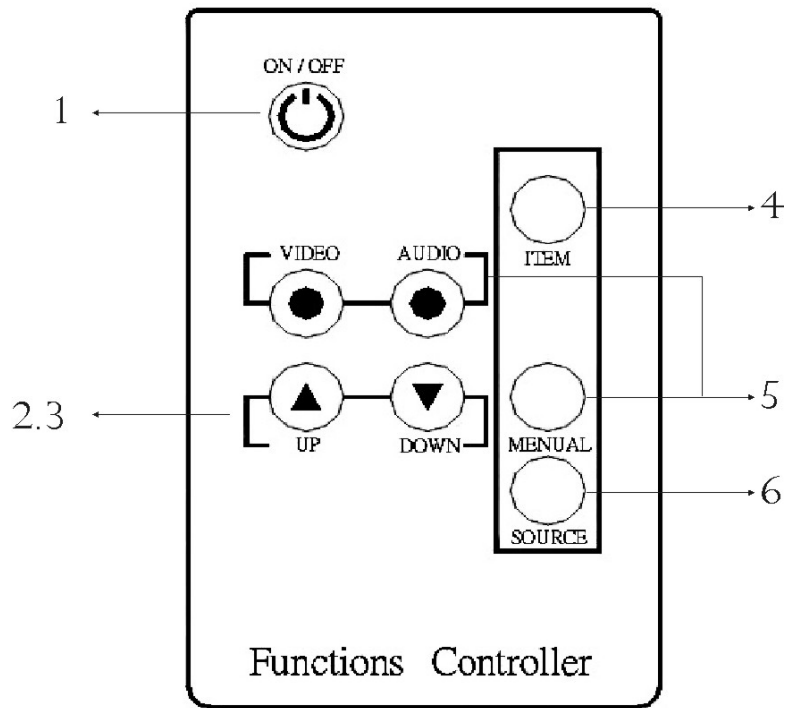 ON / OFF
1
4
ITEM
VIDEO AUDIO
2.3
UP DOWN
5
MENUAL
6
SOURCE
Functions Controller